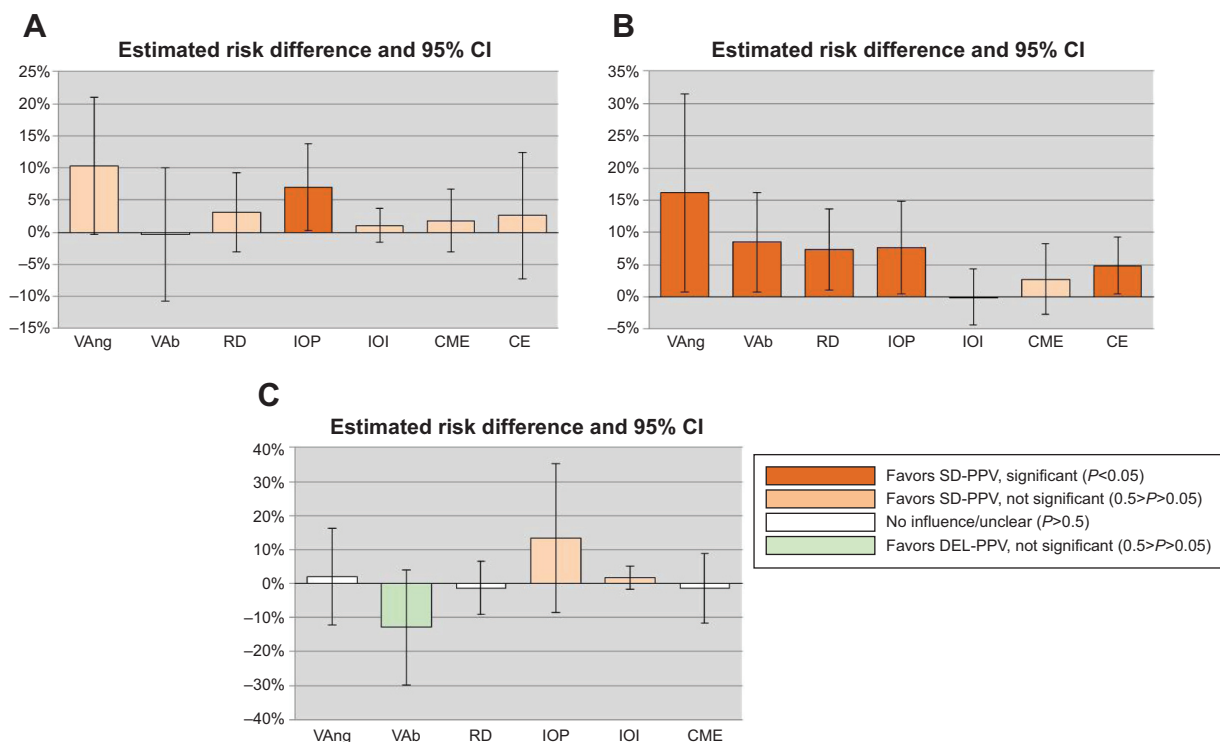 A
Estimated risk difference and 95% CI
25%
20%
15%
10%
5%
0%
–5%
–10%
–15%
VAng VAb RD IOP IOI CME CE
B
Estimated risk difference and 95% CI
35%
30%
25%
20%
15%
10%
5%
0%
–5%
VAng VAb RD IOP IOI CME CE
C
Estimated risk difference and 95% CI
40%
30%
20%
10%
0%
–10%
–20%
–30%
–40%
VAng VAb RD IOP IOI CME
Favors SD-PPV, significant (P<0.05)
Favors SD-PPV, not significant (0.5>P>0.05)
No influence/unclear (P>0.5)
Favors DEL-PPV, not significant (0.5>P>0.05)